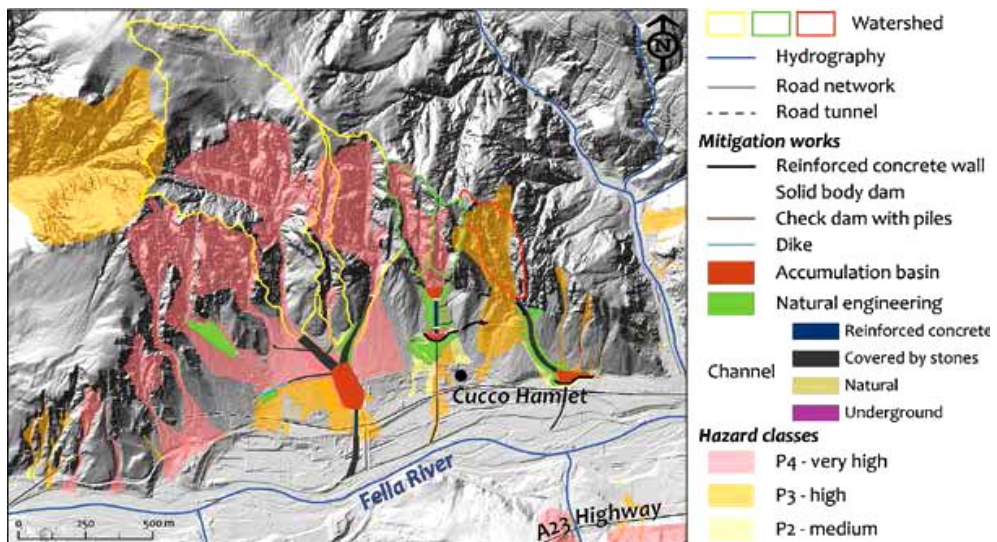 N
Cucco Hamlet
Fella River
A23 Highway
0 250 500 m
Watershed
Hydrography
Road network
Road tunnel
Mitigation works
Reinforced concrete wall
Solid body dam
Check dam with piles
Dike
Accumulation basin
Natural engineering
Channel
Reinforced concrete
Covered by stones
Natural
Underground
Hazard classes
P4 - very high
P3 - high
P2 - medium